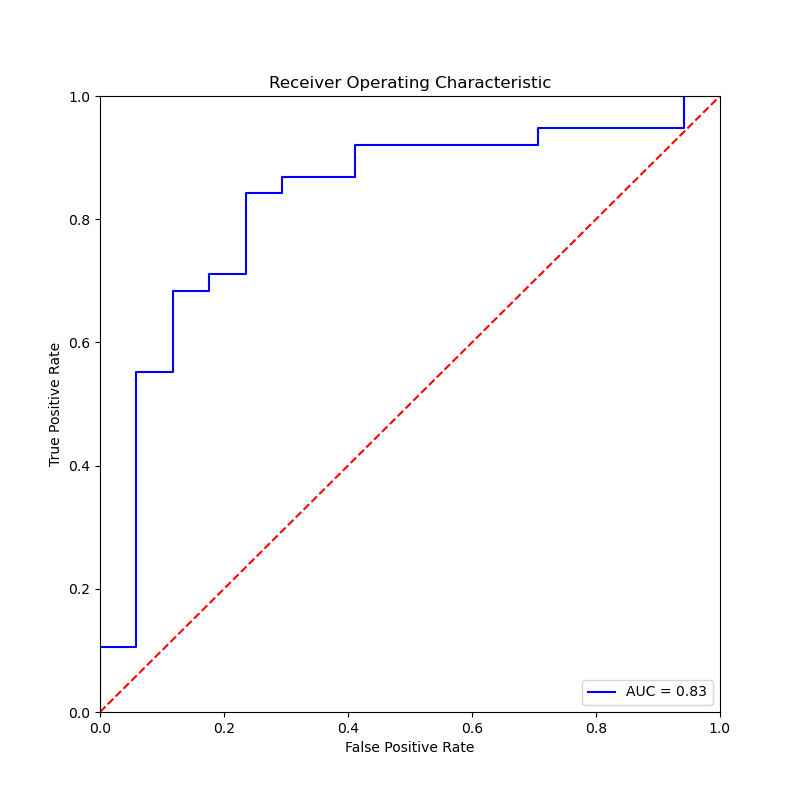 Receiver Operating Characteristic
1.0
0.8
0.6
0.4
0.2
0.0
True Positive Rate
AUC = 0.83
0.0 0.2 0.4 0.6 0.8 1.0
False Positive Rate